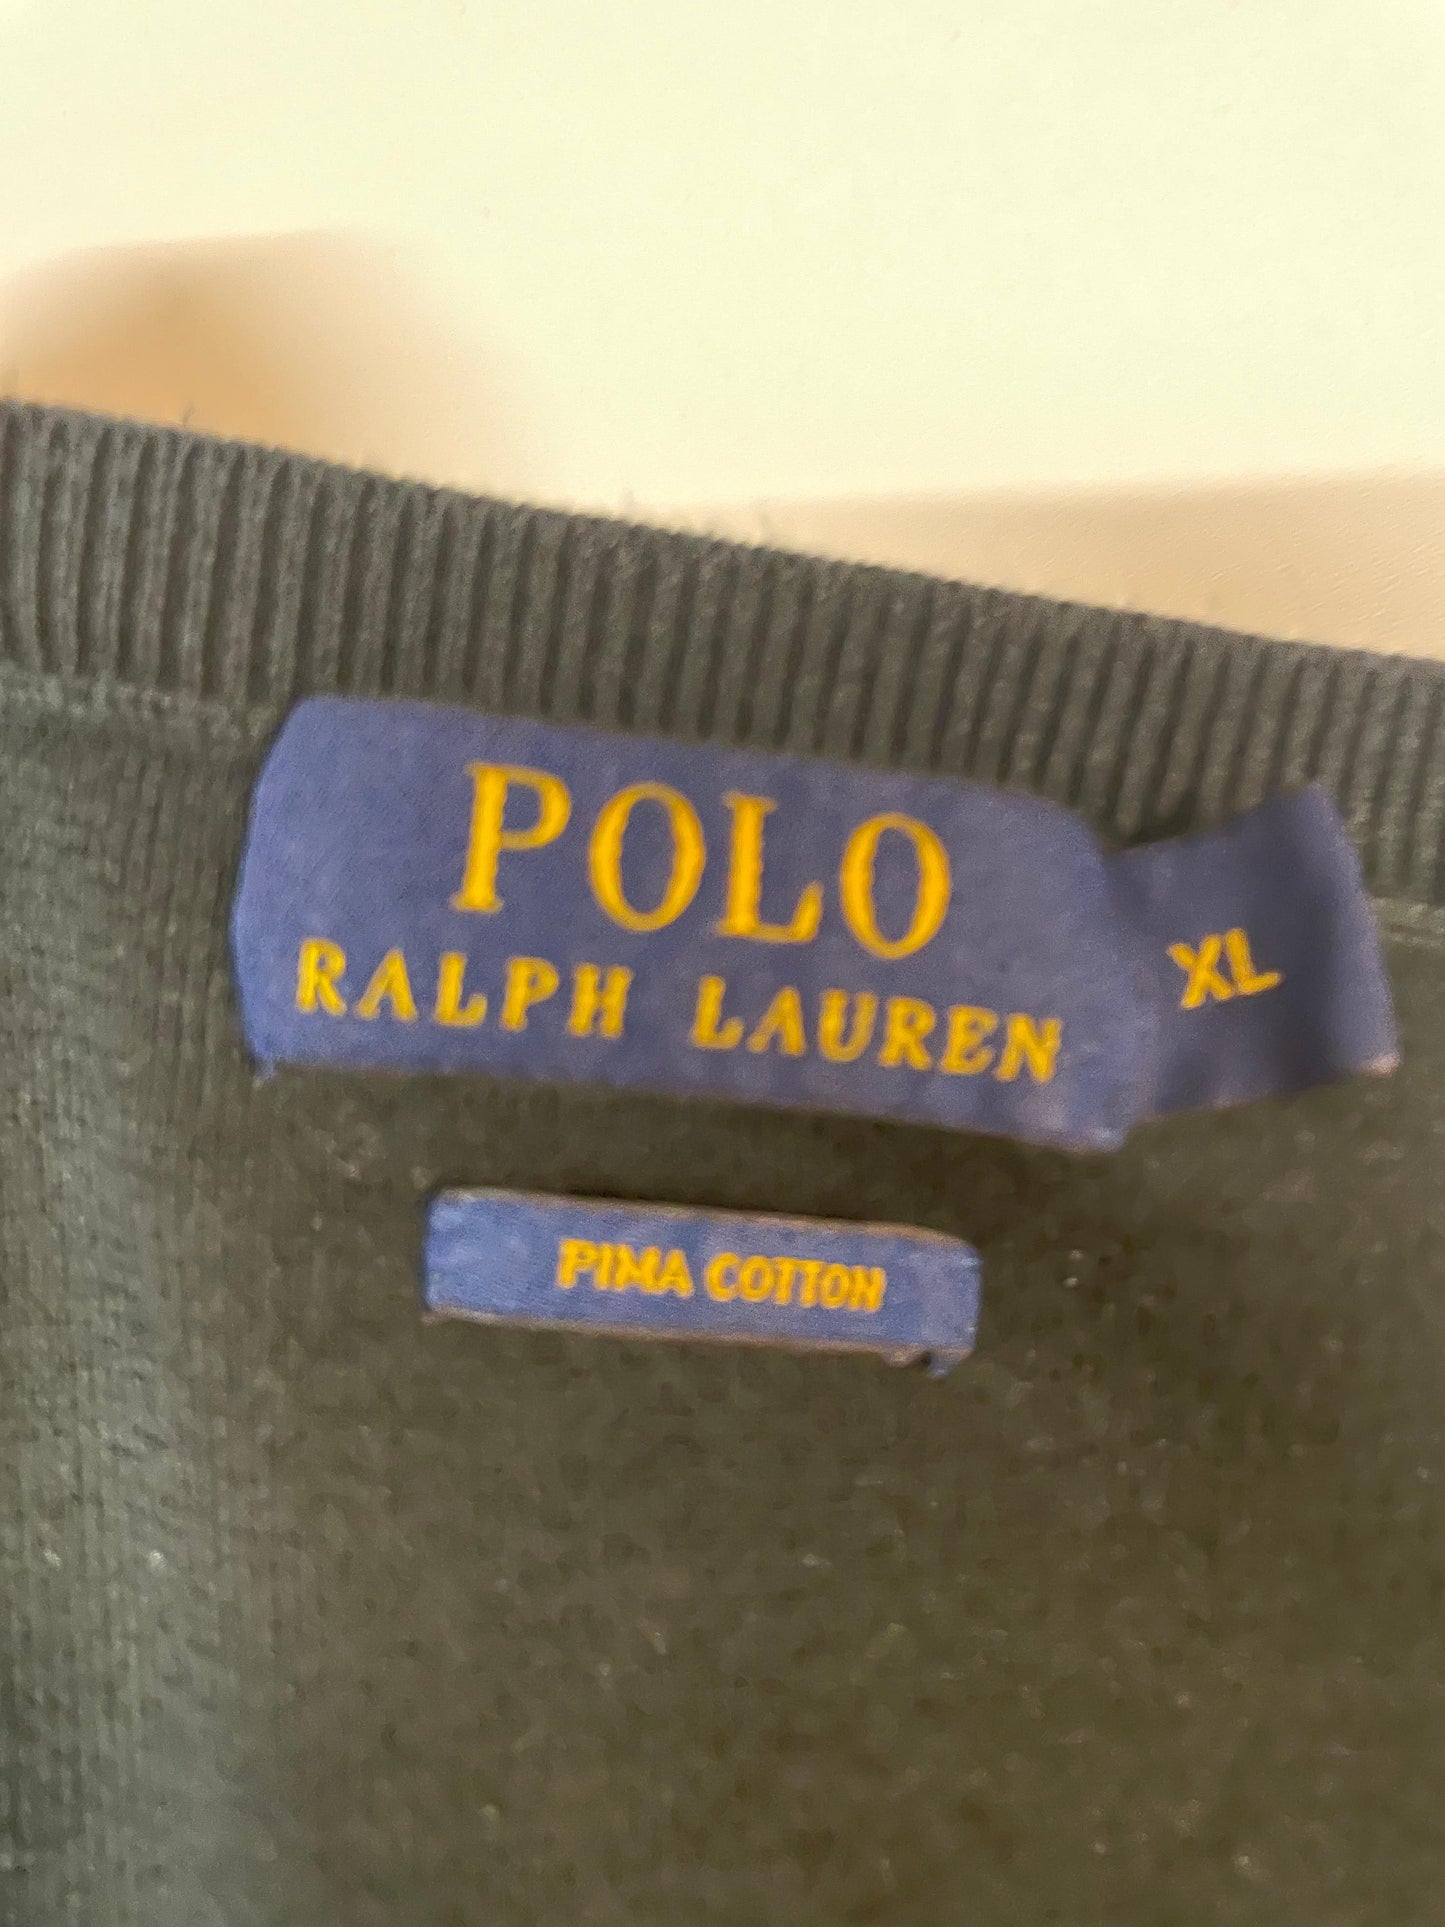 POLO
RALPH LAUREN
XL
PIMA COTTON